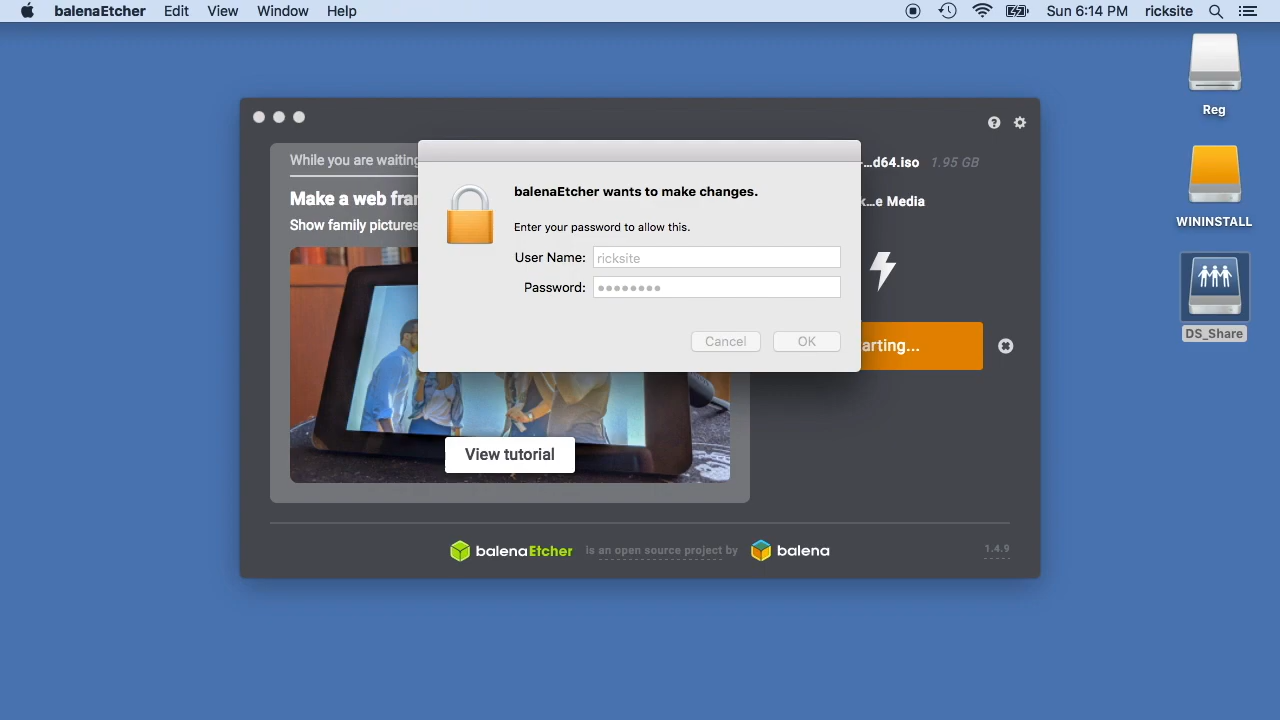 balenaEtcher Edit View Window Help Sun 6:14 PM ricksite
Reg
WININSTALL
DS_Share
While you are waiting
Make a web fra
Show family pictures
View tutorial
balenaEtcher wants to make changes.
Enter your password to allow this.
User Name: ricksite
Password: ●●●●●●●●
Cancel OK
...d64.iso 1.95 GB
k...e Media
arting...
balenaEtcher is an open source project by balena 1.4.9